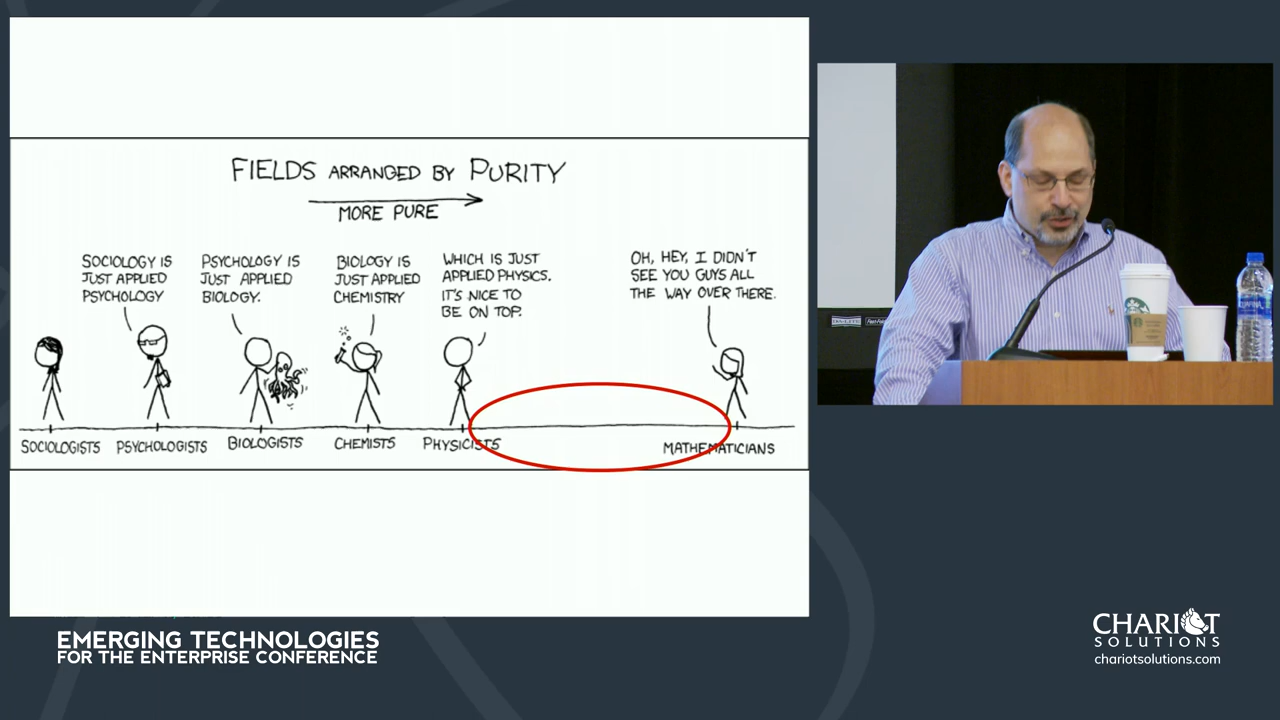 FIELDS ARRANGED BY PURITY
MORE PURE
SOCIOLOGY IS
JUST APPLIED
PSYCHOLOGY
PSYCHOLOGY IS
JUST APPLIED
BIOLOGY.
BIOLOGY IS
JUST APPLIED
CHEMISTRY
WHICH IS JUST
APPLIED PHYSICS.
IT'S NICE TO
BE ON TOP.
OH, HEY, I DIDN'T
SEE YOU GUYS ALL
THE WAY OVER THERE.
SOCIOLOGISTS
PSYCHOLOGISTS
BIOLOGISTS
CHEMISTS
PHYSICISTS
MATHEMATICIANS
EMERGING TECHNOLOGIES
FOR THE ENTERPRISE CONFERENCE
CHARIOT
SOLUTIONS
chariotsolutions.com